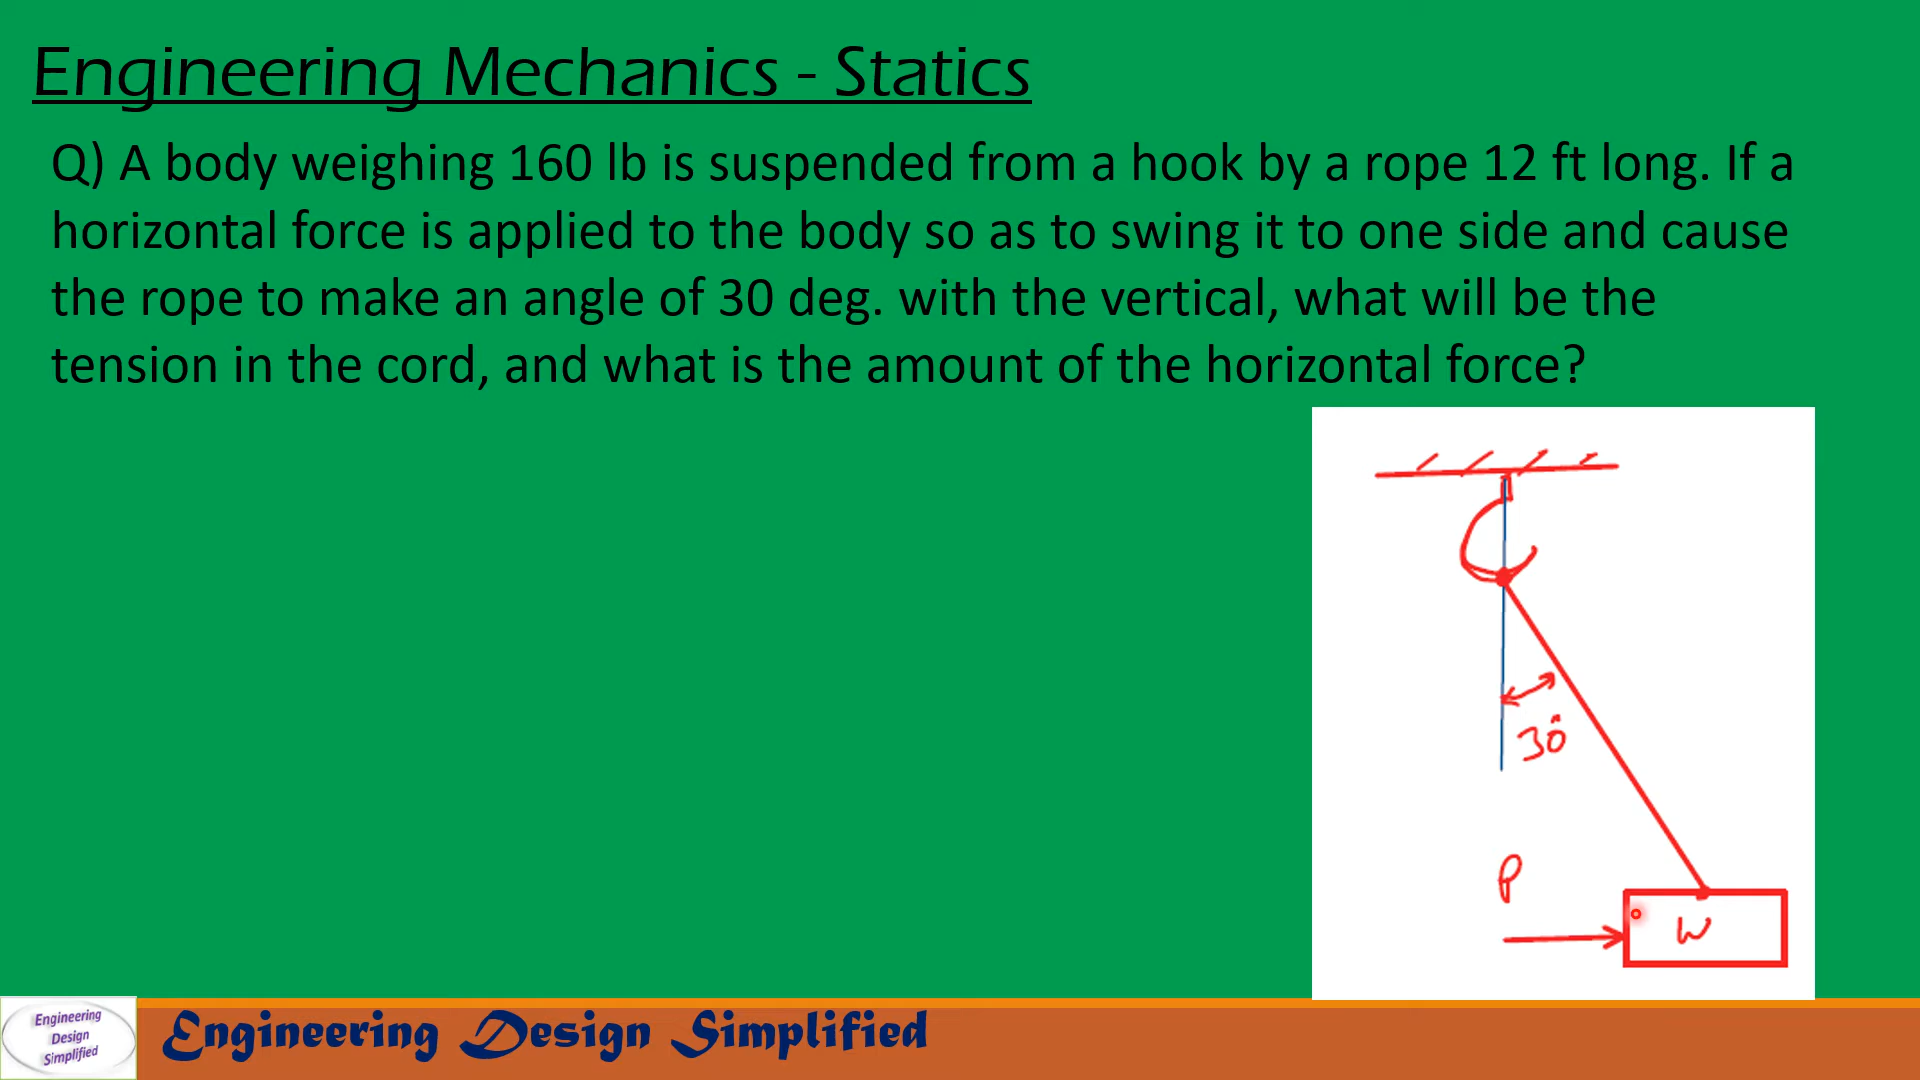 Engineering Mechanics - Statics
Q) A body weighing 160 lb is suspended from a hook by a rope 12 ft long. If a
horizontal force is applied to the body so as to swing it to one side and cause
the rope to make an angle of 30 deg. with the vertical, what will be the
tension in the cord, and what is the amount of the horizontal force?
30°
P
W
Engineering
Design
Simplified
Engineering Design Simplified